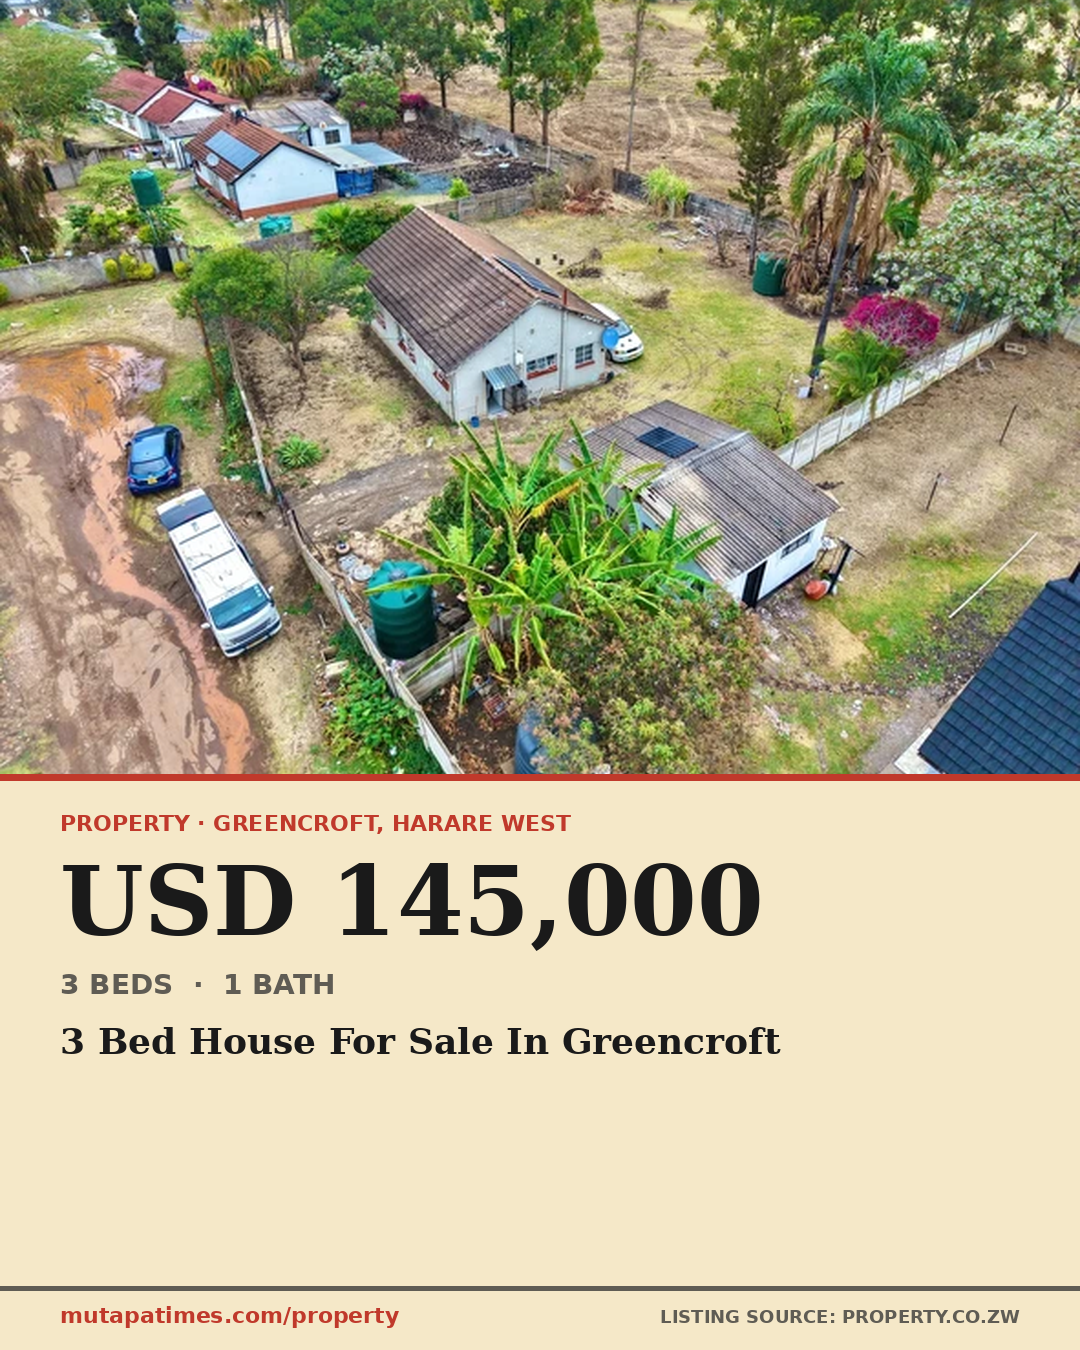 PROPERTY · GREENCROFT, HARARE WEST
USD 145,000
3 BEDS · 1 BATH
3 Bed House For Sale In Greencroft
mutapatimes.com/property
LISTING SOURCE: PROPERTY.CO.ZW